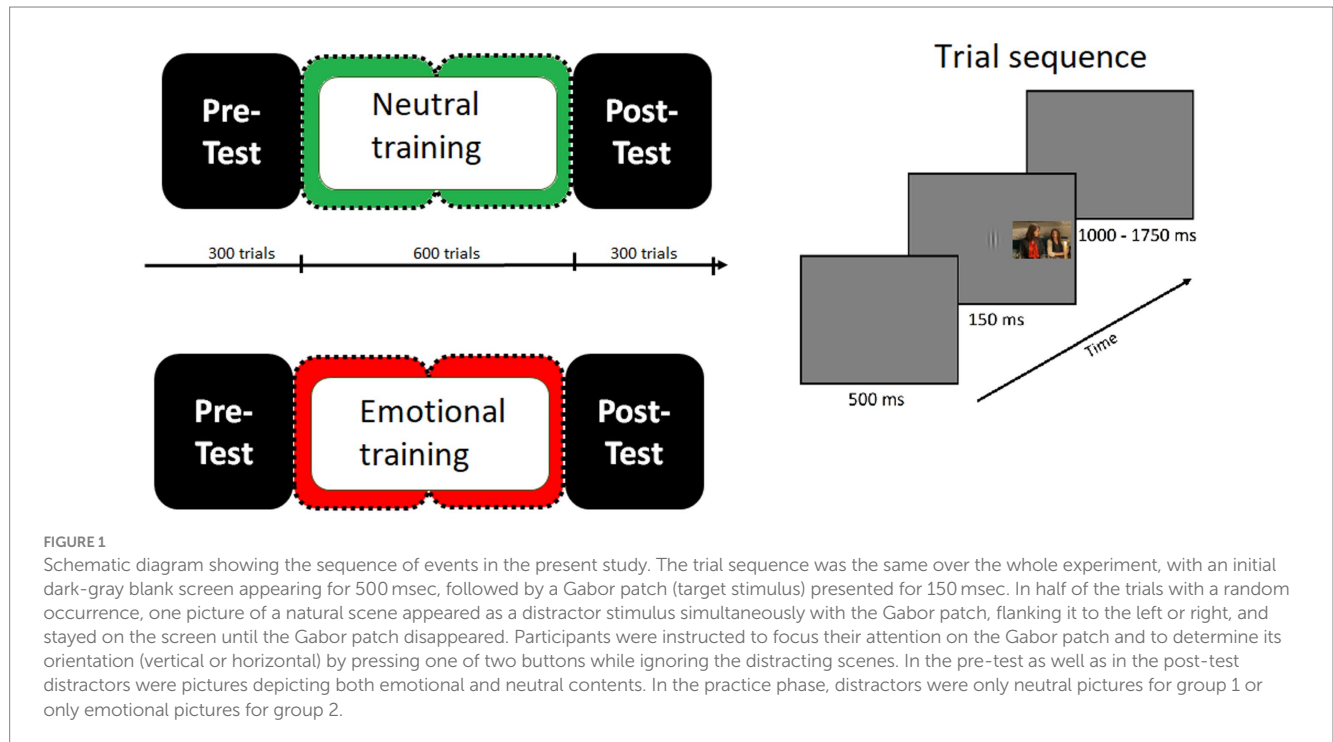 Pre-
Test
Neutral
training
Post-
Test
300 trials
600 trials
300 trials
Pre-
Test
Emotional
training
Post-
Test
Trial sequence
1000 - 1750 ms
150 ms
500 ms
Time
FIGURE 1
Schematic diagram showing the sequence of events in the present study. The trial sequence was the same over the whole experiment, with an initial
dark-gray blank screen appearing for 500 msec, followed by a Gabor patch (target stimulus) presented for 150 msec. In half of the trials with a random
occurrence, one picture of a natural scene appeared as a distractor stimulus simultaneously with the Gabor patch, flanking it to the left or right, and
stayed on the screen until the Gabor patch disappeared. Participants were instructed to focus their attention on the Gabor patch and to determine its
orientation (vertical or horizontal) by pressing one of two buttons while ignoring the distracting scenes. In the pre-test as well as in the post-test
distractors were pictures depicting both emotional and neutral contents. In the practice phase, distractors were only neutral pictures for group 1 or
only emotional pictures for group 2.